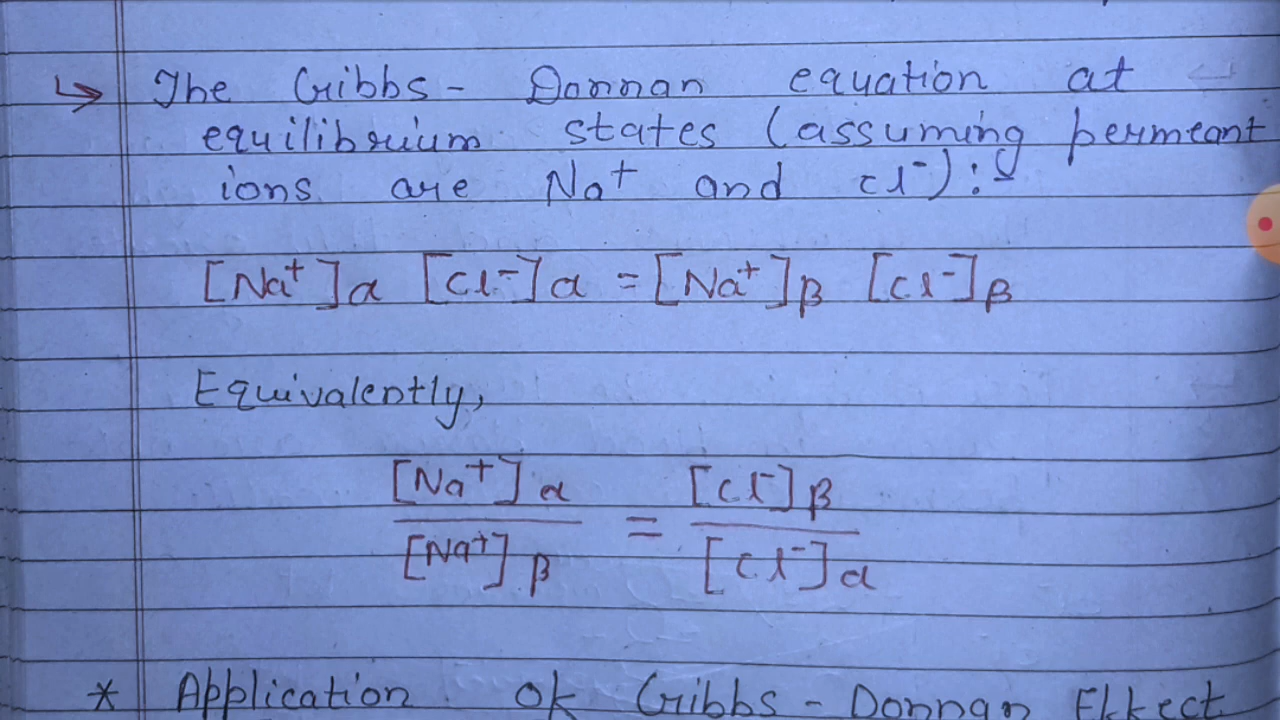 ↳ The Gibbs - Donnan equation at
equilibrium states (assuming permeant
ions are Na⁺ and Cl⁻):-
[Na⁺]α [Cl⁻]α = [Na⁺]β [Cl⁻]β
Equivalently,
[Na⁺]α / [Na⁺]β = [Cl⁻]β / [Cl⁻]α
* Application of Gibbs - Donnan Effect